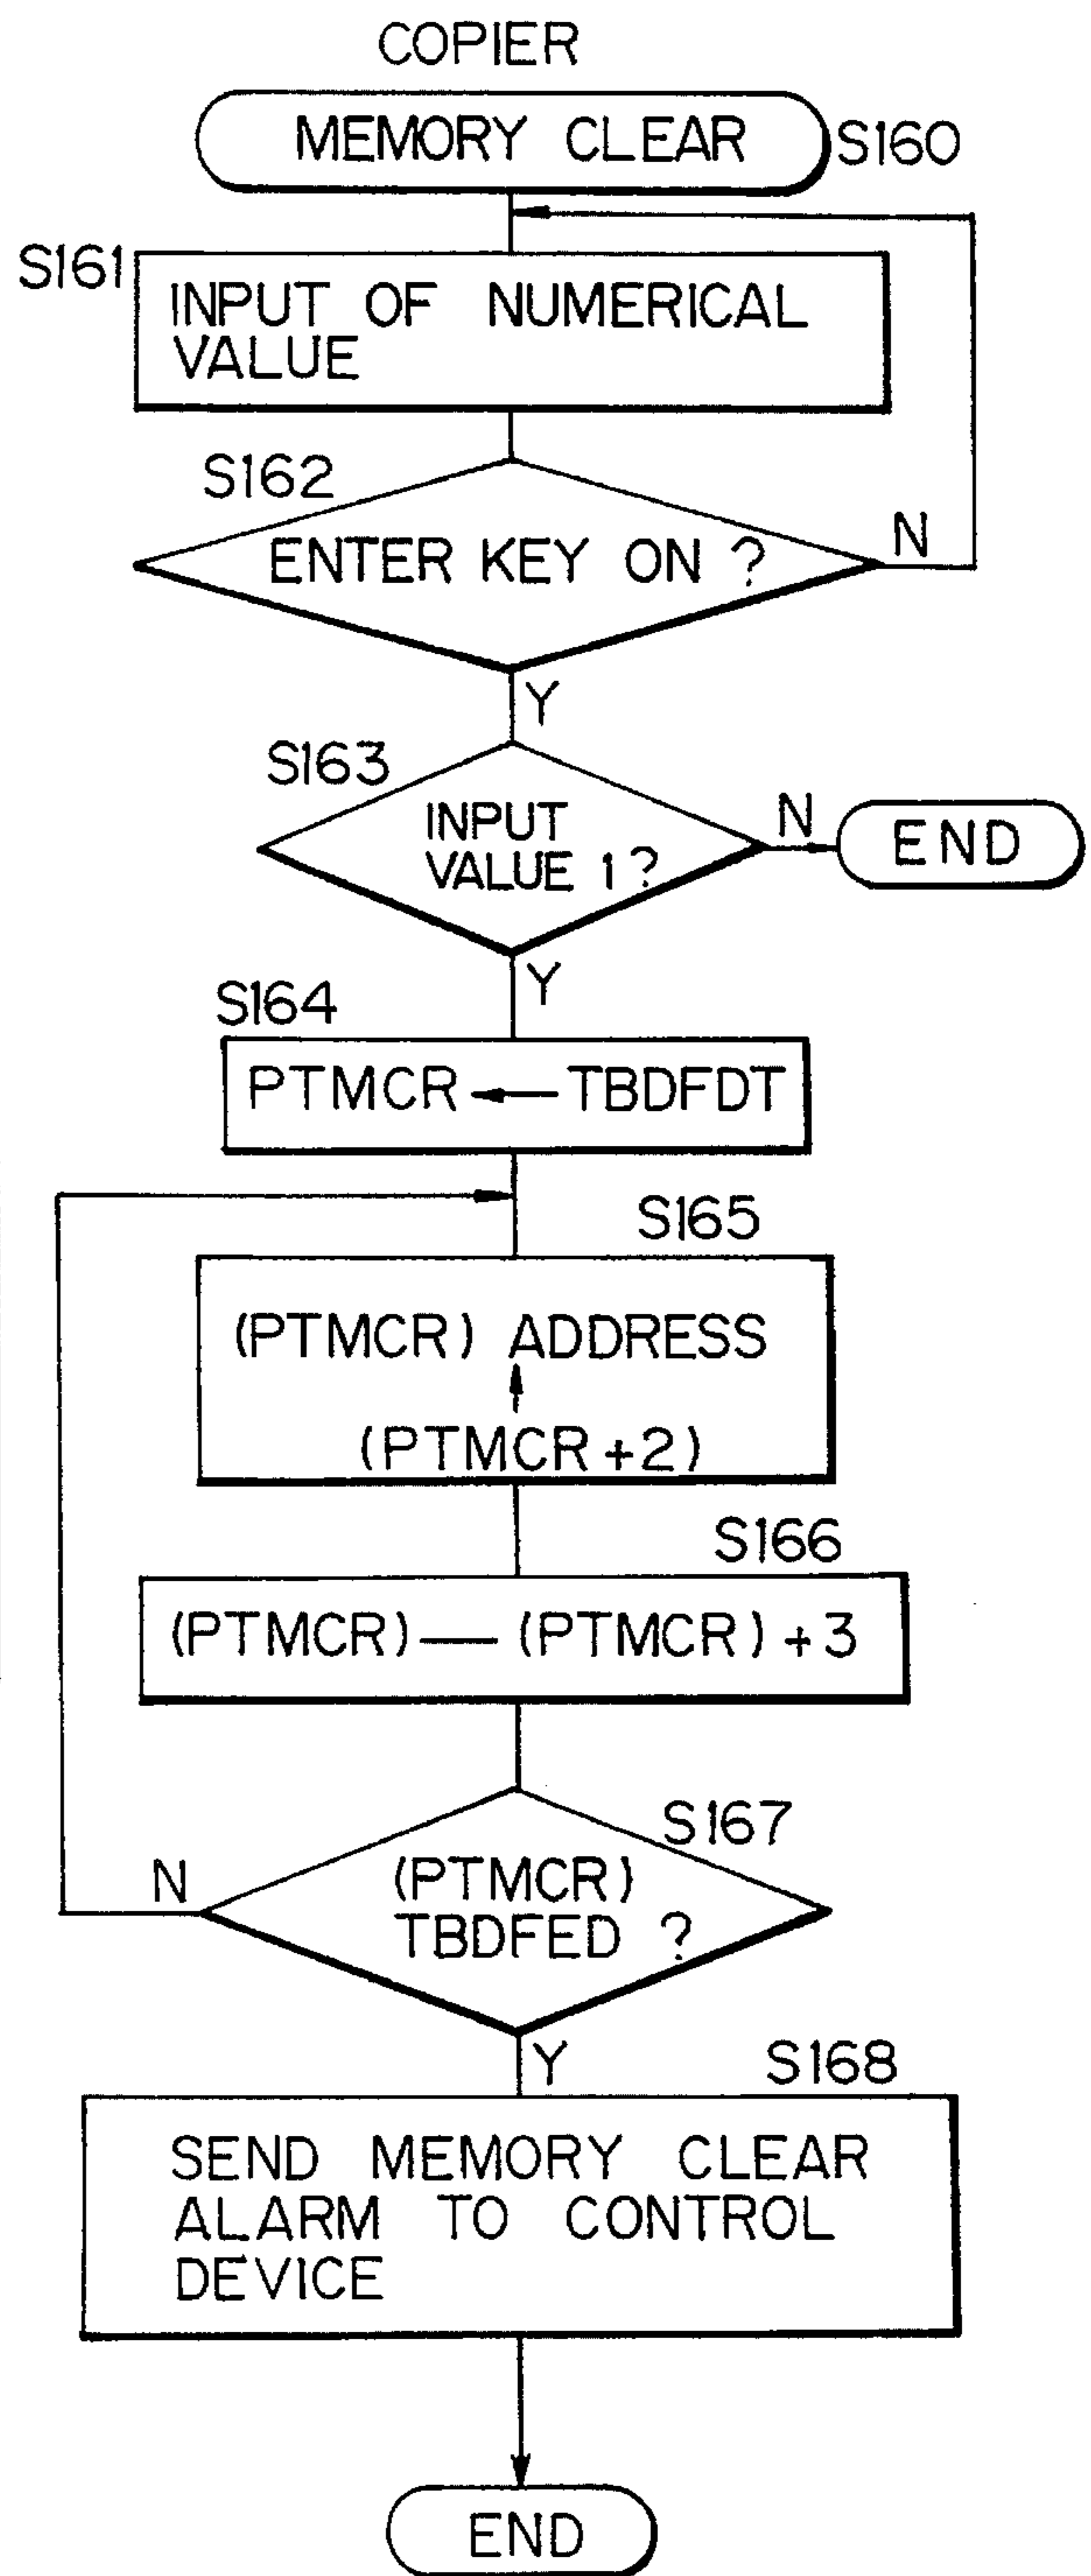 COPIER
MEMORY CLEAR
S160
S161
INPUT OF NUMERICAL
VALUE
S162
ENTER KEY ON ?
N
Y
S163
INPUT
VALUE 1?
N
END
Y
S164
PTMCR ← TBDFDT
S165
(PTMCR) ADDRESS
↑
(PTMCR+2)
S166
(PTMCR) — (PTMCR) +3
S167
(PTMCR)
TBDFED ?
N
Y
S168
SEND MEMORY CLEAR
ALARM TO CONTROL
DEVICE
END